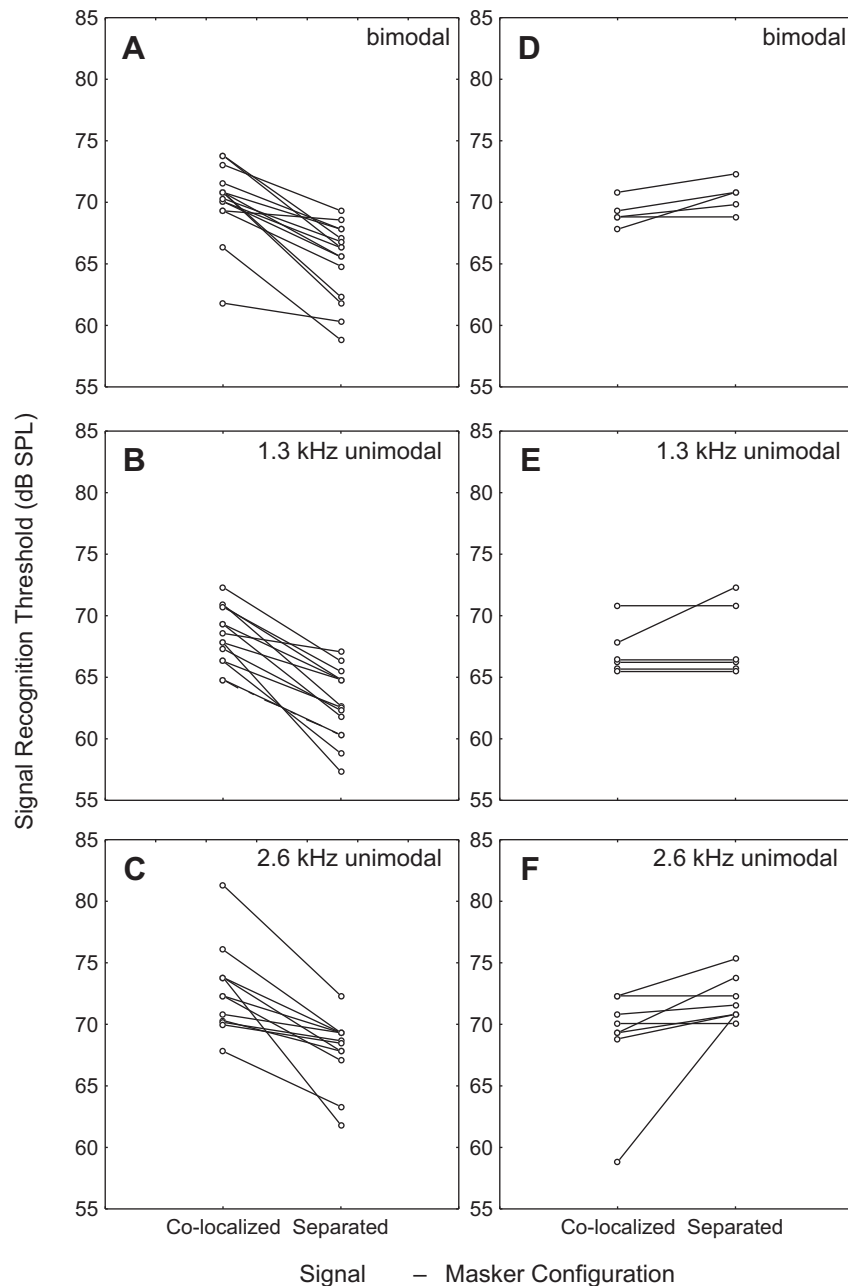 85
80
75
70
65
60
55
A
bimodal
85
80
75
70
65
60
55
D
bimodal
85
80
75
70
65
60
55
B
1.3 kHz unimodal
85
80
75
70
65
60
55
E
1.3 kHz unimodal
85
80
75
70
65
60
55
C
2.6 kHz unimodal
85
80
75
70
65
60
55
F
2.6 kHz unimodal
Signal Recognition Threshold (dB SPL)
Co-localized Separated
Co-localized Separated
Signal – Masker Configuration